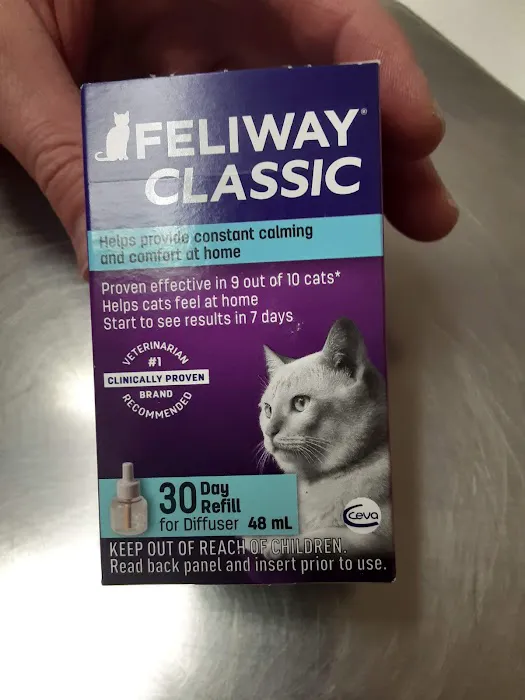 FELIWAY®
CLASSIC
Helps provide constant calming
and comfort at home
Proven effective in 9 out of 10 cats*
Helps cats feel at home
Start to see results in 7 days
VETERINARIAN
#1
CLINICALLY PROVEN
BRAND
RECOMMENDED
30 Day
Refill
for Diffuser 48 mL
Ceva
KEEP OUT OF REACH OF CHILDREN.
Read back panel and insert prior to use.